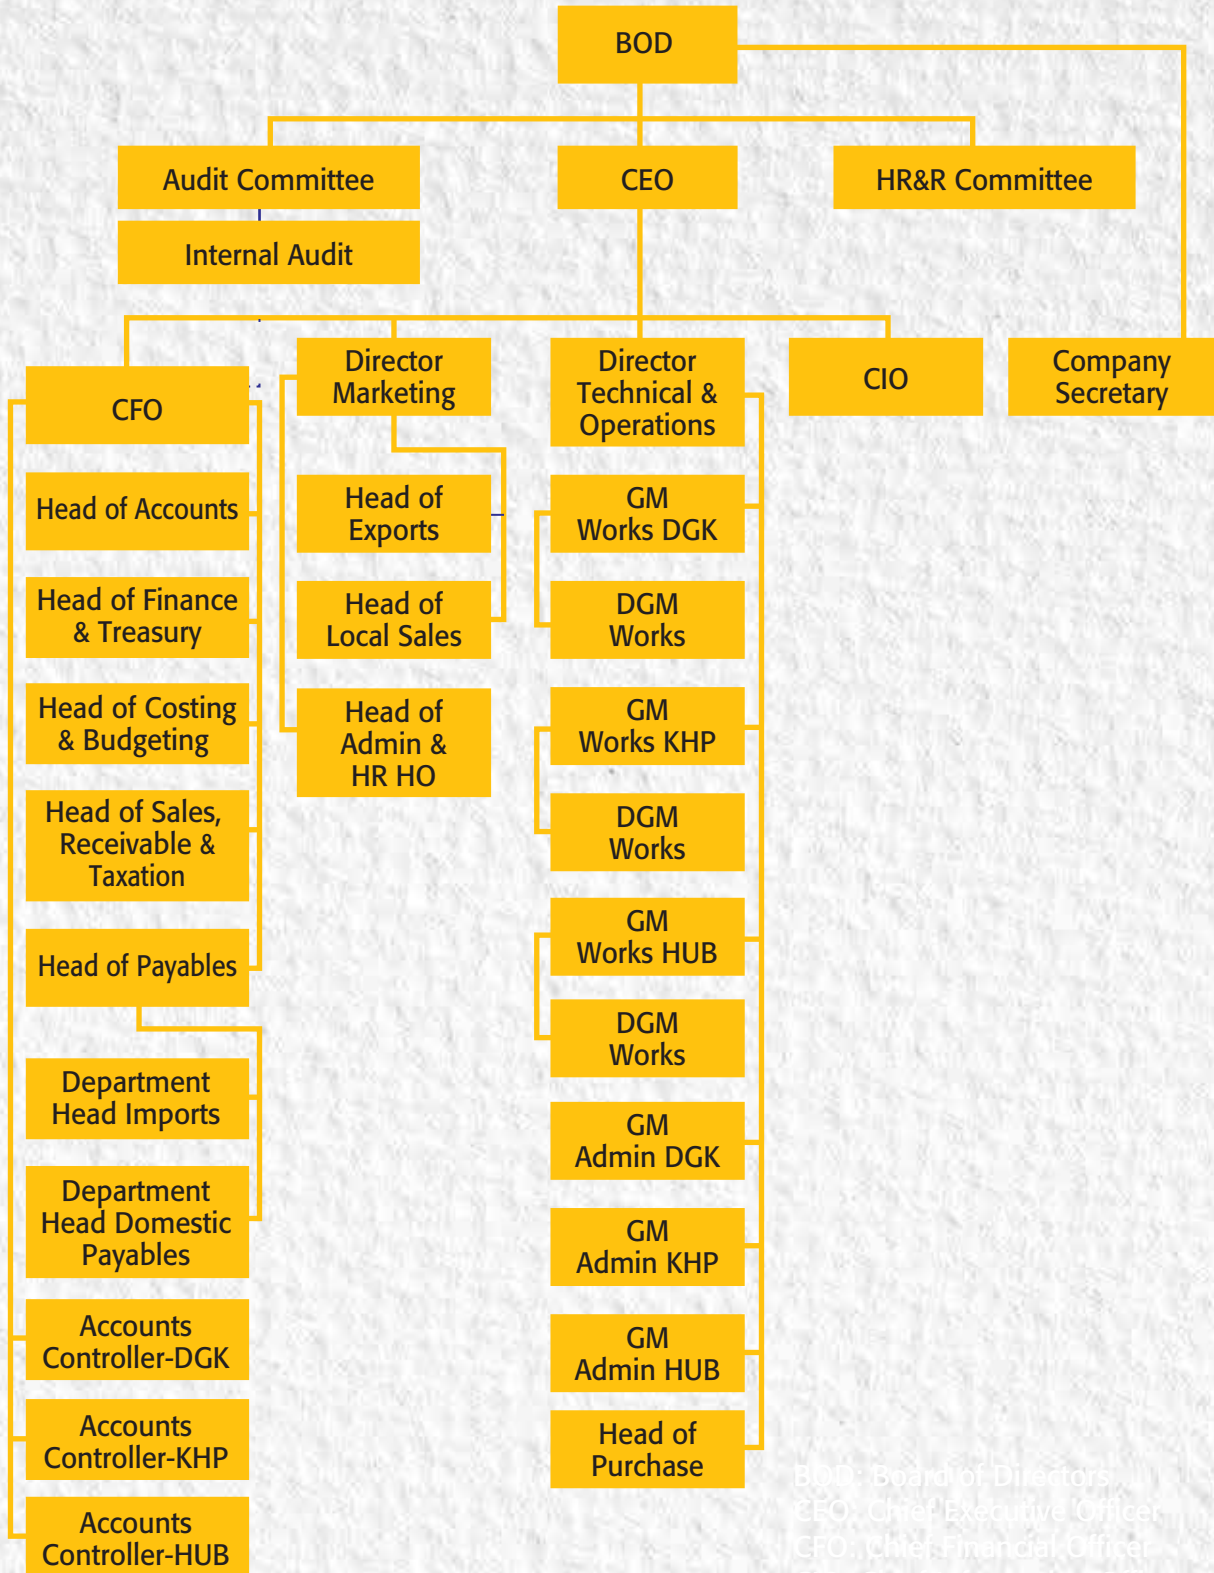 BOD
Audit Committee
CEO
HR&R Committee
Internal Audit
CFO
Director
Marketing
Director
Technical &
Operations
CIO
Company
Secretary
Head of Accounts
Head of Finance
& Treasury
Head of Costing
& Budgeting
Head of Sales,
Receivable &
Taxation
Head of Payables
Department
Head Imports
Department
Head Domestic
Payables
Accounts
Controller-DGK
Accounts
Controller-KHP
Accounts
Controller-HUB
Head of
Exports
Head of
Local Sales
Head of
Admin &
HR HO
GM
Works DGK
DGM
Works
GM
Works KHP
DGM
Works
GM
Works HUB
DGM
Works
GM
Admin DGK
GM
Admin KHP
GM
Admin HUB
Head of
Purchase
BOD: Board of Directors
CEO: Chief Executive Officer
CFO: Chief Financial Officer